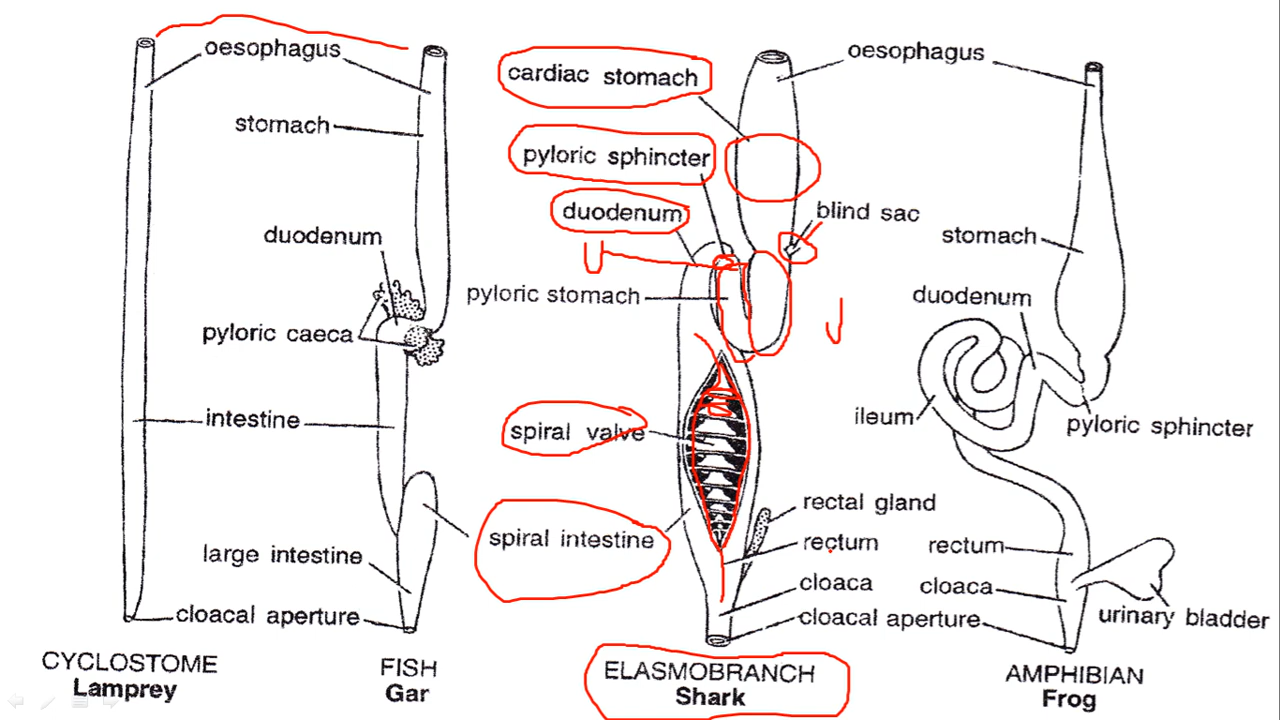 oesophagus
stomach
duodenum
pyloric caeca
intestine
spiral intestine
large intestine
cloacal aperture
CYCLOSTOME
Lamprey
FISH
Gar
cardiac stomach
pyloric sphincter
duodenum
U
pyloric stomach
spiral valve
oesophagus
blind sac
J
rectal gland
rectum
cloaca
cloacal aperture
ELASMOBRANCH
Shark
stomach
duodenum
ileum
pyloric sphincter
rectum
cloaca
urinary bladder
AMPHIBIAN
Frog